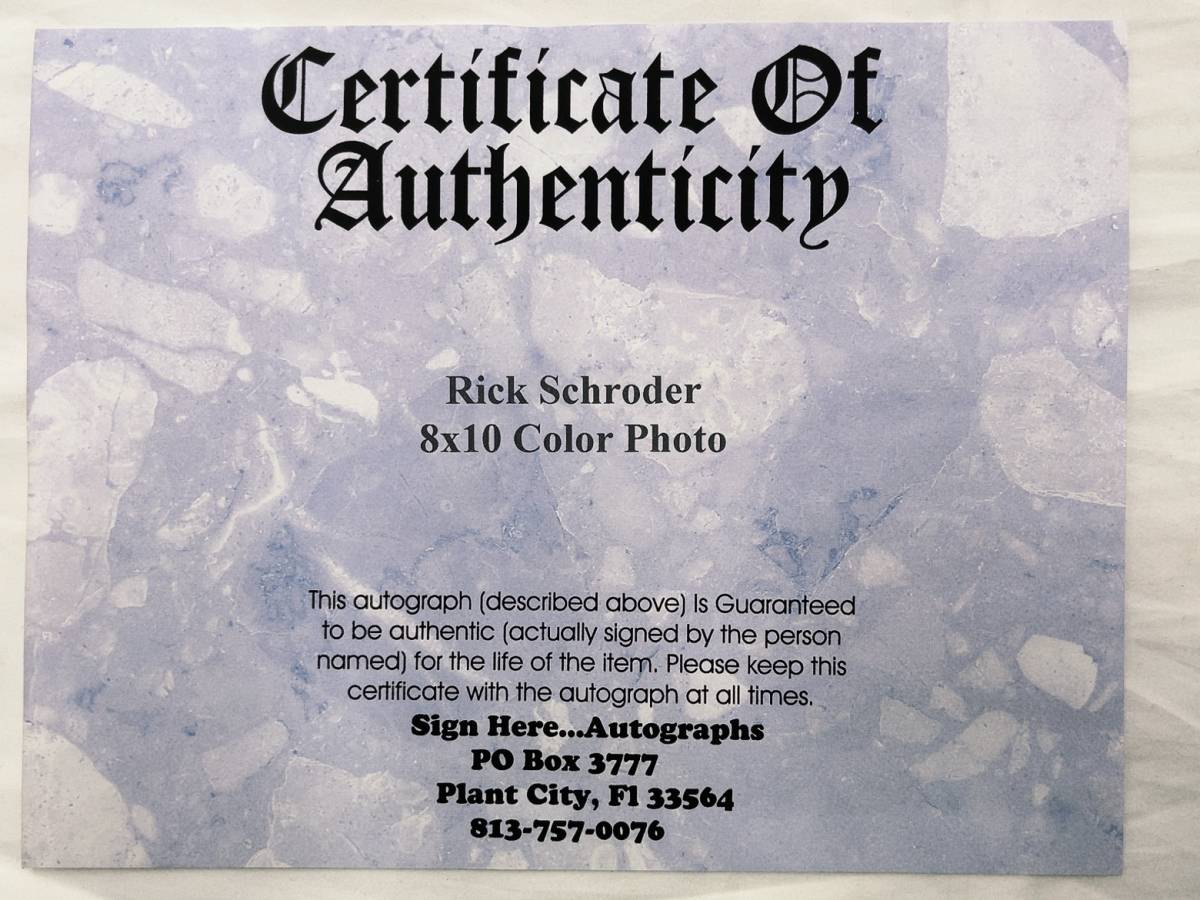 Certificate Of
Authenticity
Rick Schroder
8x10 Color Photo
This autograph (described above) Is Guaranteed
to be authentic (actually signed by the person
named) for the life of the item. Please keep this
certificate with the autograph at all times.
Sign Here...Autographs
PO Box 3777
Plant City, Fl 33564
813-757-0076